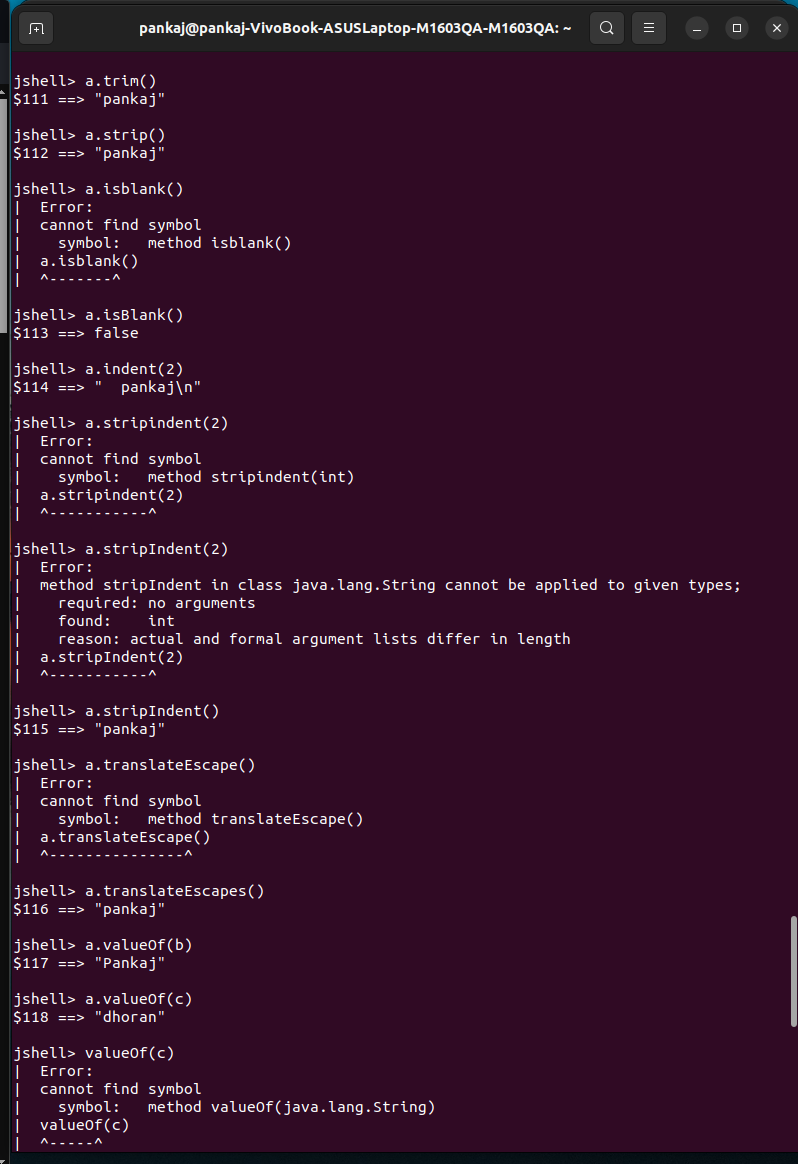 pankaj@pankaj-VivoBook-ASUSLaptop-M1603QA-M1603QA: ~
jshell> a.trim()
$111 ==> "pankaj"
jshell> a.strip()
$112 ==> "pankaj"
jshell> a.isblank()
|  Error:
|  cannot find symbol
|    symbol:   method isblank()
|  a.isblank()
|  ^-------^
jshell> a.isBlank()
$113 ==> false
jshell> a.indent(2)
$114 ==> "  pankaj\n"
jshell> a.stripindent(2)
|  Error:
|  cannot find symbol
|    symbol:   method stripindent(int)
|  a.stripindent(2)
|  ^-----------^
jshell> a.stripIndent(2)
|  Error:
|  method stripIndent in class java.lang.String cannot be applied to given types;
|    required: no arguments
|    found:    int
|    reason: actual and formal argument lists differ in length
|  a.stripIndent(2)
|  ^-----------^
jshell> a.stripIndent()
$115 ==> "pankaj"
jshell> a.translateEscape()
|  Error:
|  cannot find symbol
|    symbol:   method translateEscape()
|  a.translateEscape()
|  ^---------------^
jshell> a.translateEscapes()
$116 ==> "pankaj"
jshell> a.valueOf(b)
$117 ==> "Pankaj"
jshell> a.valueOf(c)
$118 ==> "dhoran"
jshell> valueOf(c)
|  Error:
|  cannot find symbol
|    symbol:   method valueOf(java.lang.String)
|  valueOf(c)
|  ^-----^